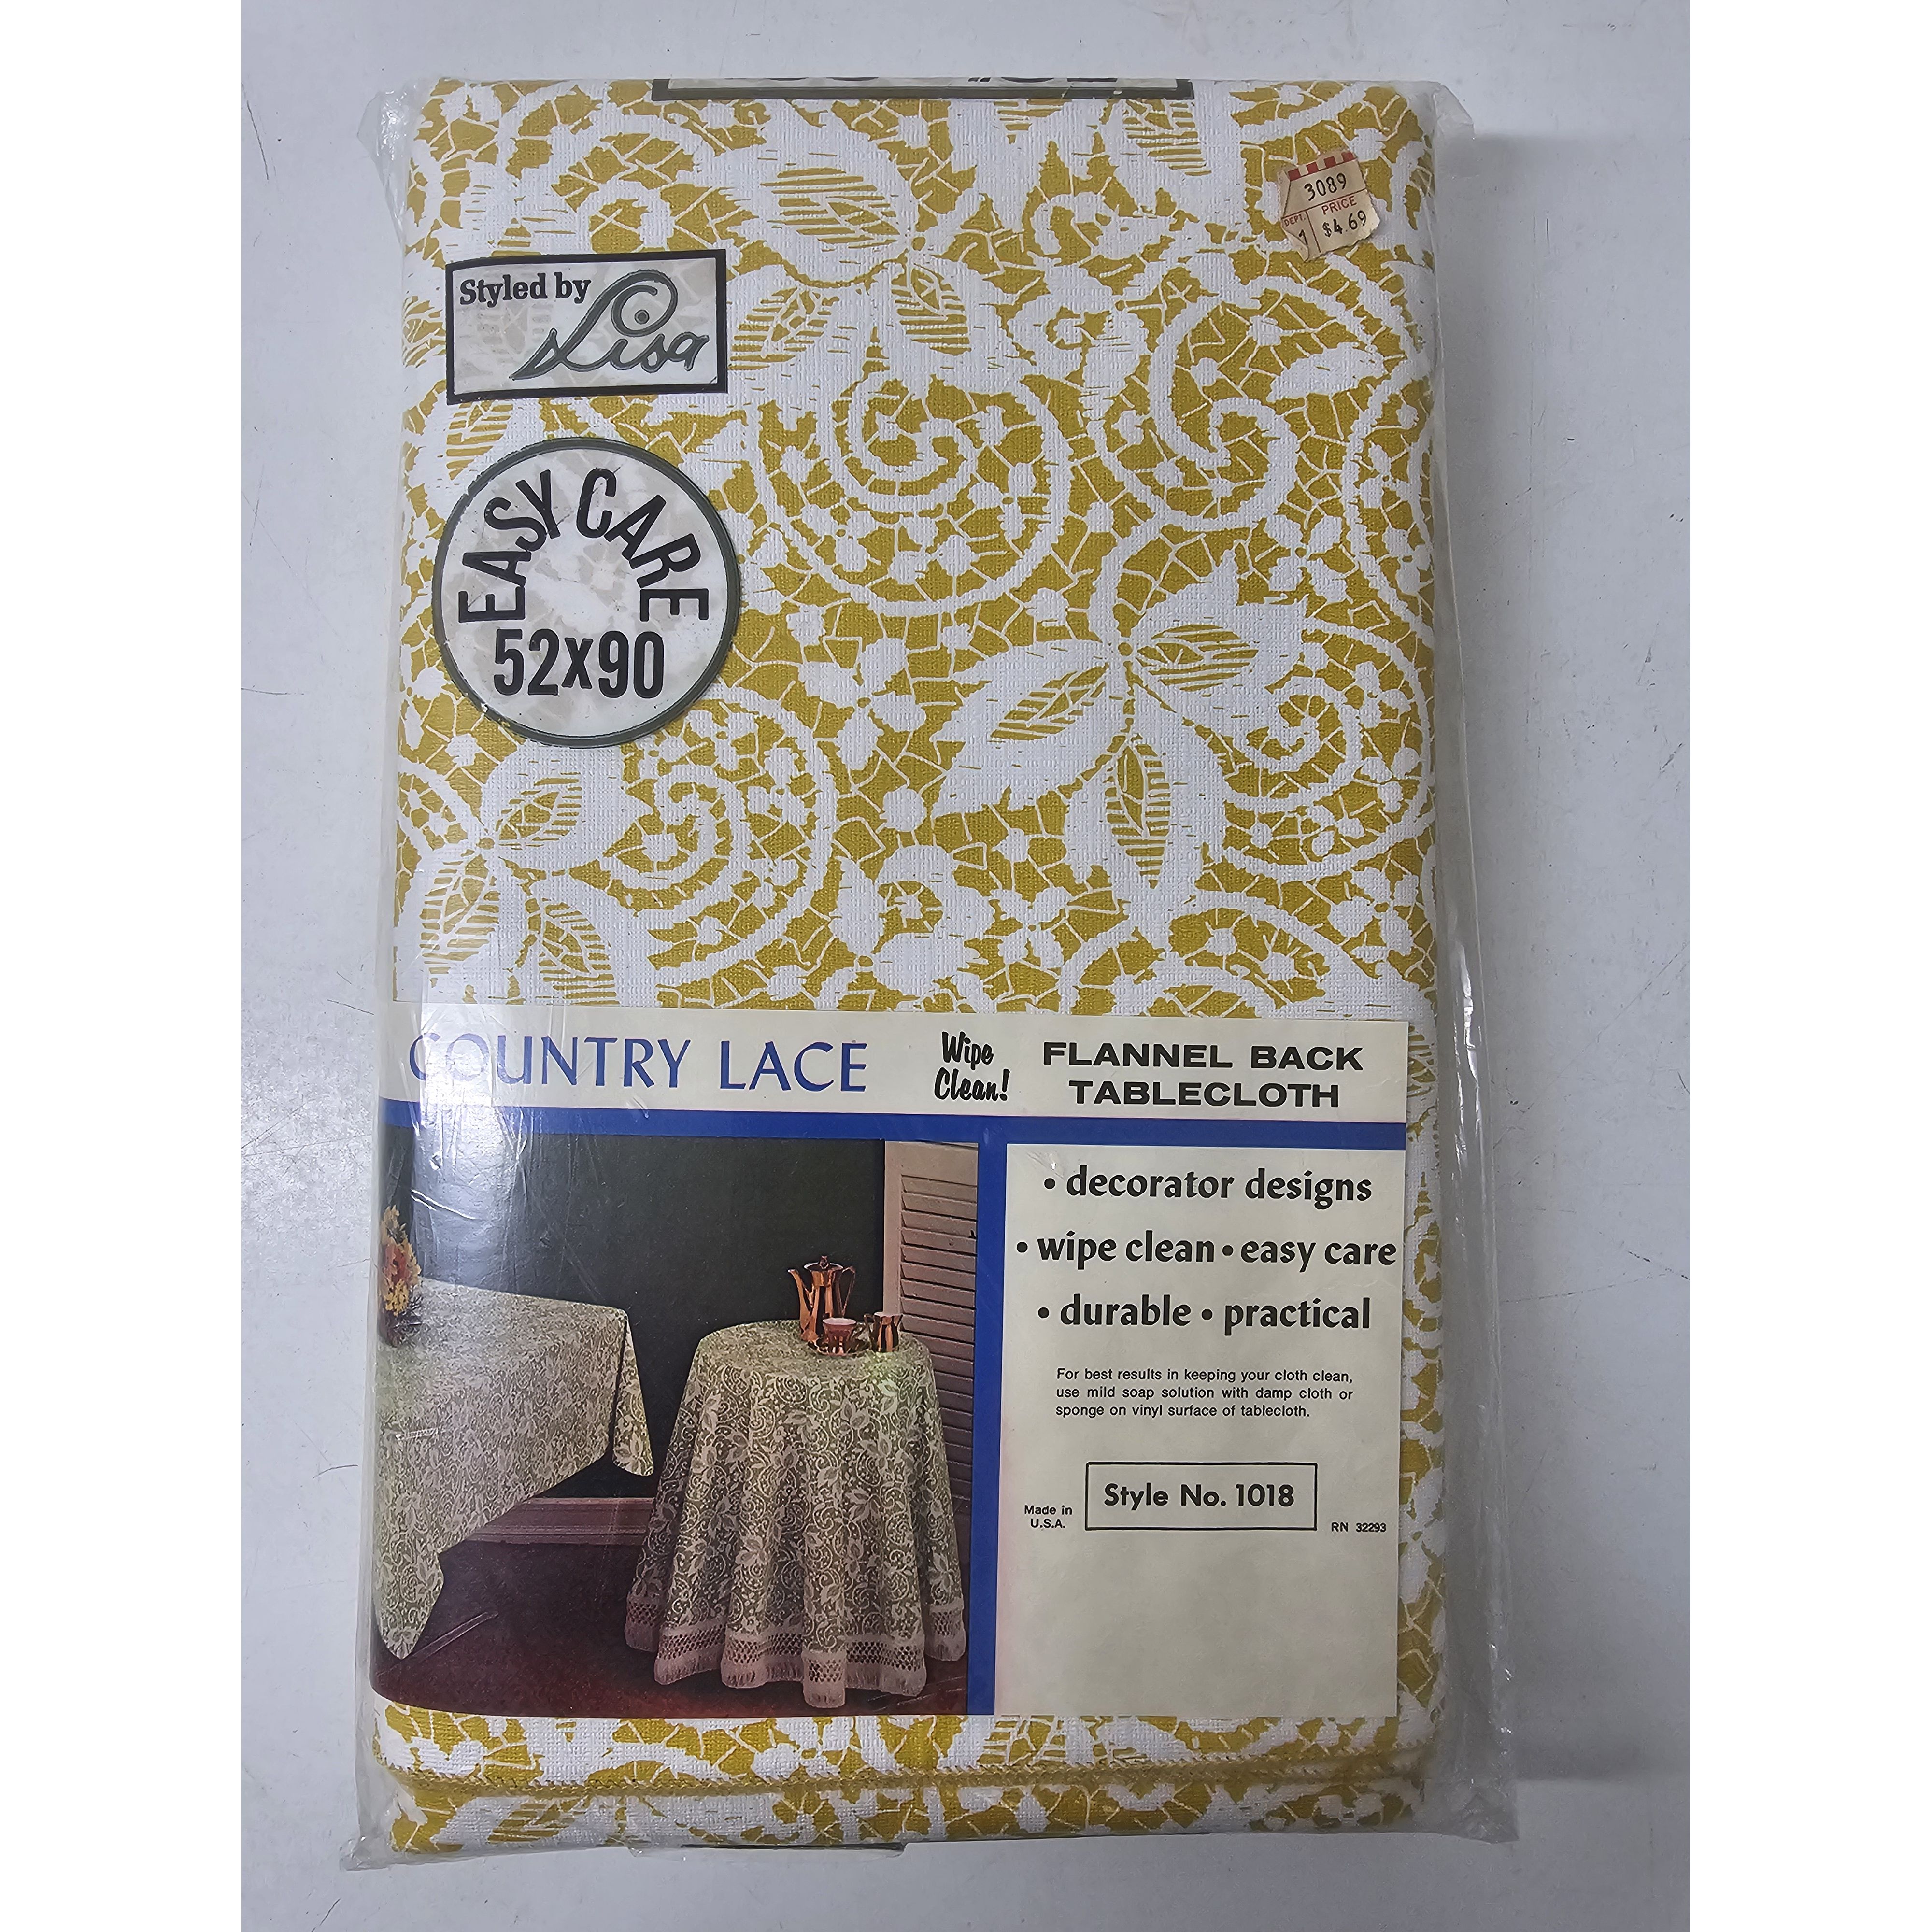 3089
DEPT. PRICE
1 $4.69
Styled by
Lisa
EASY CARE
52x90
COUNTRY LACE
Wipe
Clean!
FLANNEL BACK
TABLECLOTH
• decorator designs
• wipe clean • easy care
• durable • practical
For best results in keeping your cloth clean,
use mild soap solution with damp cloth or
sponge on vinyl surface of tablecloth.
Made in
U.S.A.
Style No. 1018
RN 32293